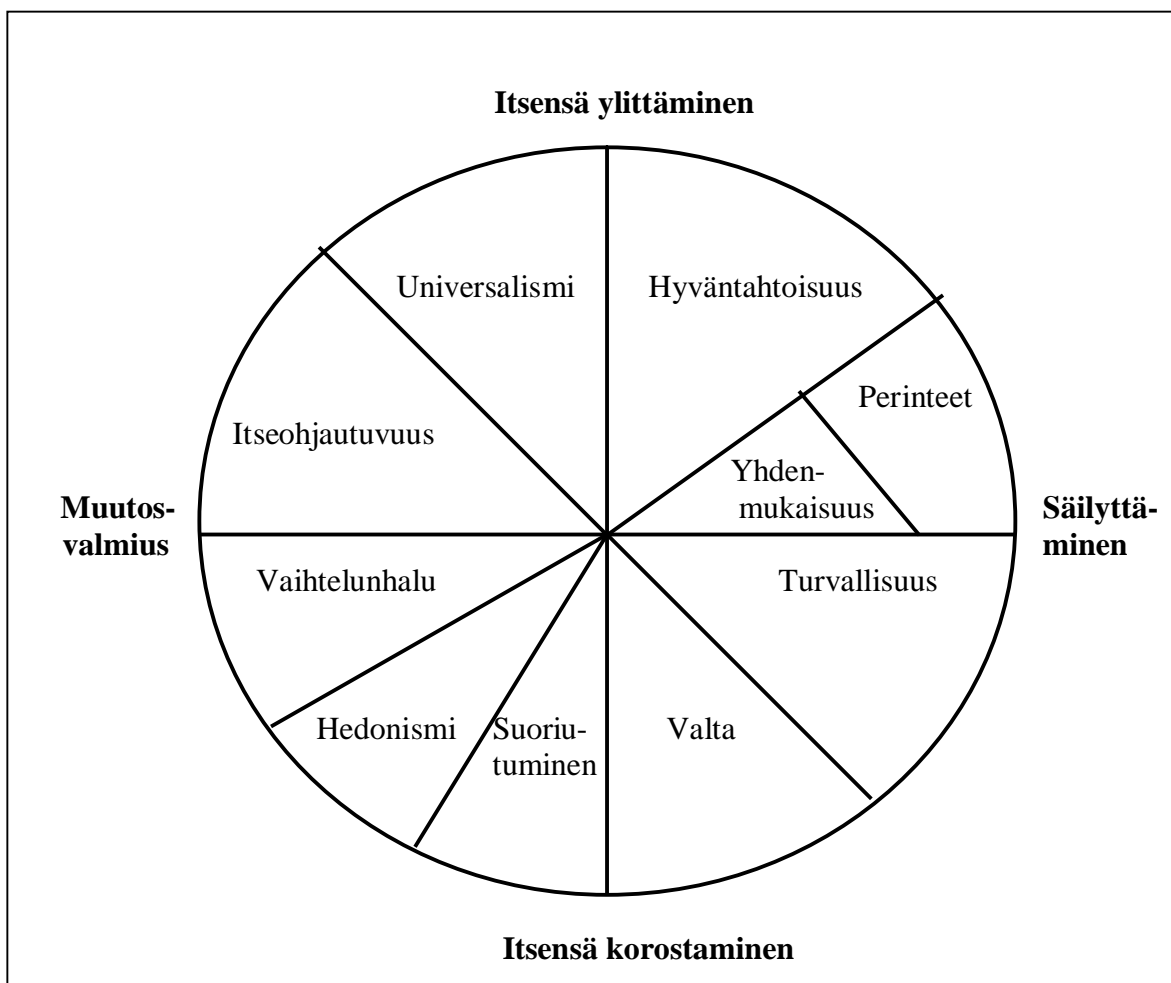 Itsensä ylittäminen
Universalismi
Hyväntahtoisuus
Perinteet
Itseohjautuvuus
Yhden-
mukaisuus
Muutos-
valmius
Säilyttä-
minen
Vaihtelunhalu
Turvallisuus
Hedonismi
Suoriu-
tuminen
Valta
Itsensä korostaminen